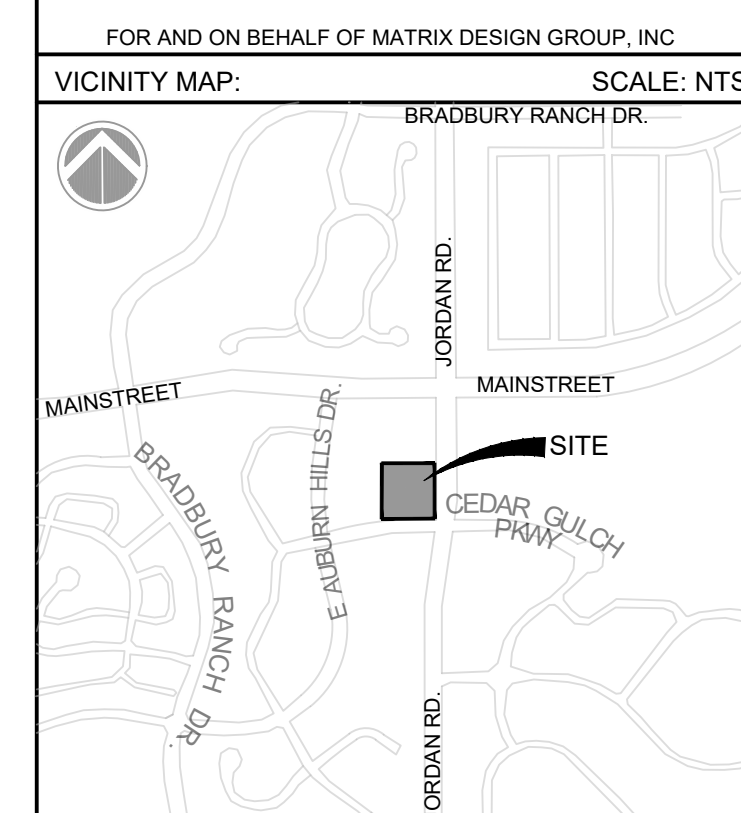 FOR AND ON BEHALF OF MATRIX DESIGN GROUP, INC
VICINITY MAP:
SCALE: NTS
BRADBURY RANCH DR.
JORDAN RD.
MAINSTREET
MAINSTREET
E AUBURN HILLS DR.
SITE
BRADBURY RANCH DR.
CEDAR GULCH
PKWY
ORDAN RD.